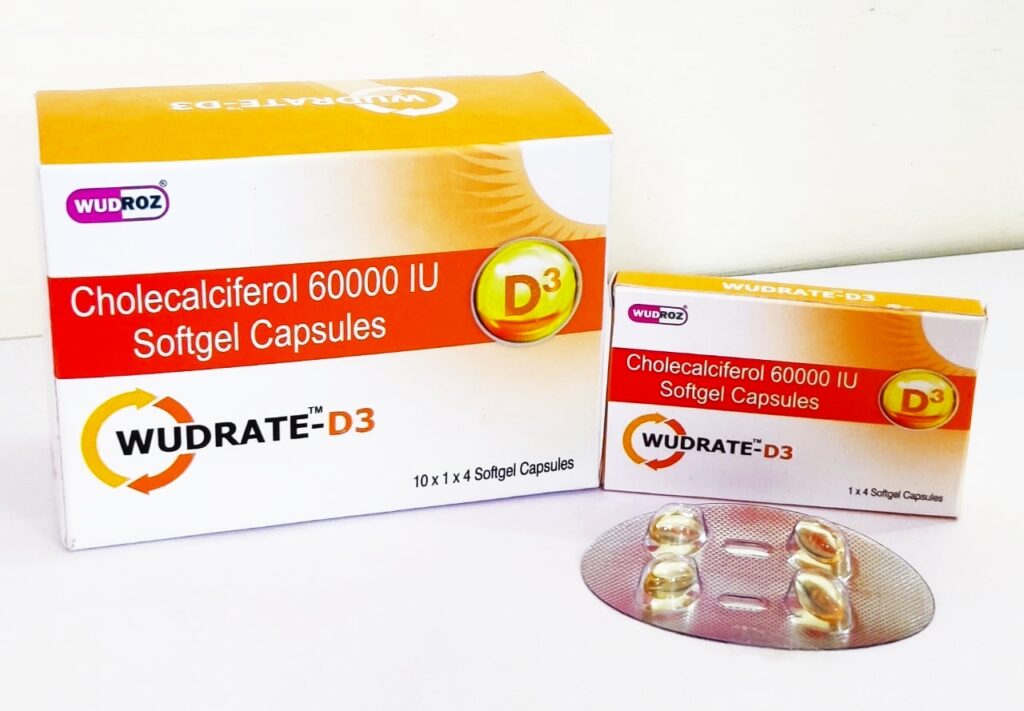 WUDRATE-D3™
WUDROZ®
Cholecalciferol 60000 IU
Softgel Capsules
D³
WUDRATE™-D3
10 x 1 x 4 Softgel Capsules
WUDRATE-D3
WUDROZ®
Cholecalciferol 60000 IU
Softgel Capsules
D³
WUDRATE™-D3
1 x 4 Softgel Capsules